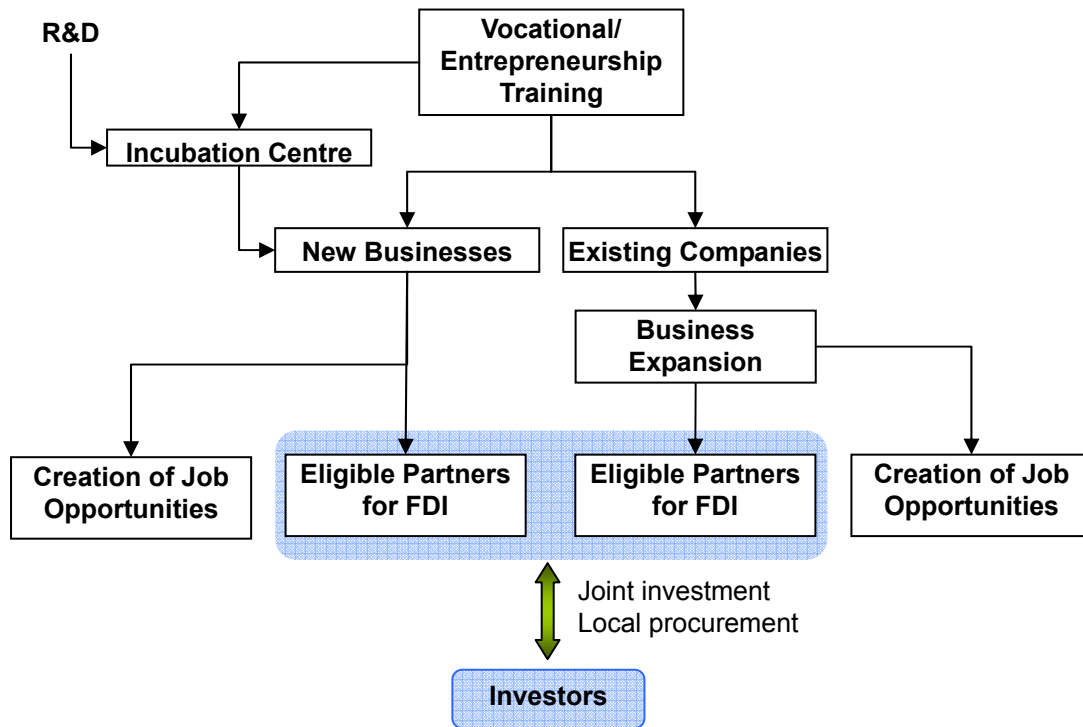 R&D
Vocational/
Entrepreneurship
Training
Incubation Centre
New Businesses
Existing Companies
Business
Expansion
Creation of Job
Opportunities
Eligible Partners
for FDI
Eligible Partners
for FDI
Creation of Job
Opportunities
Joint investment
Local procurement
Investors